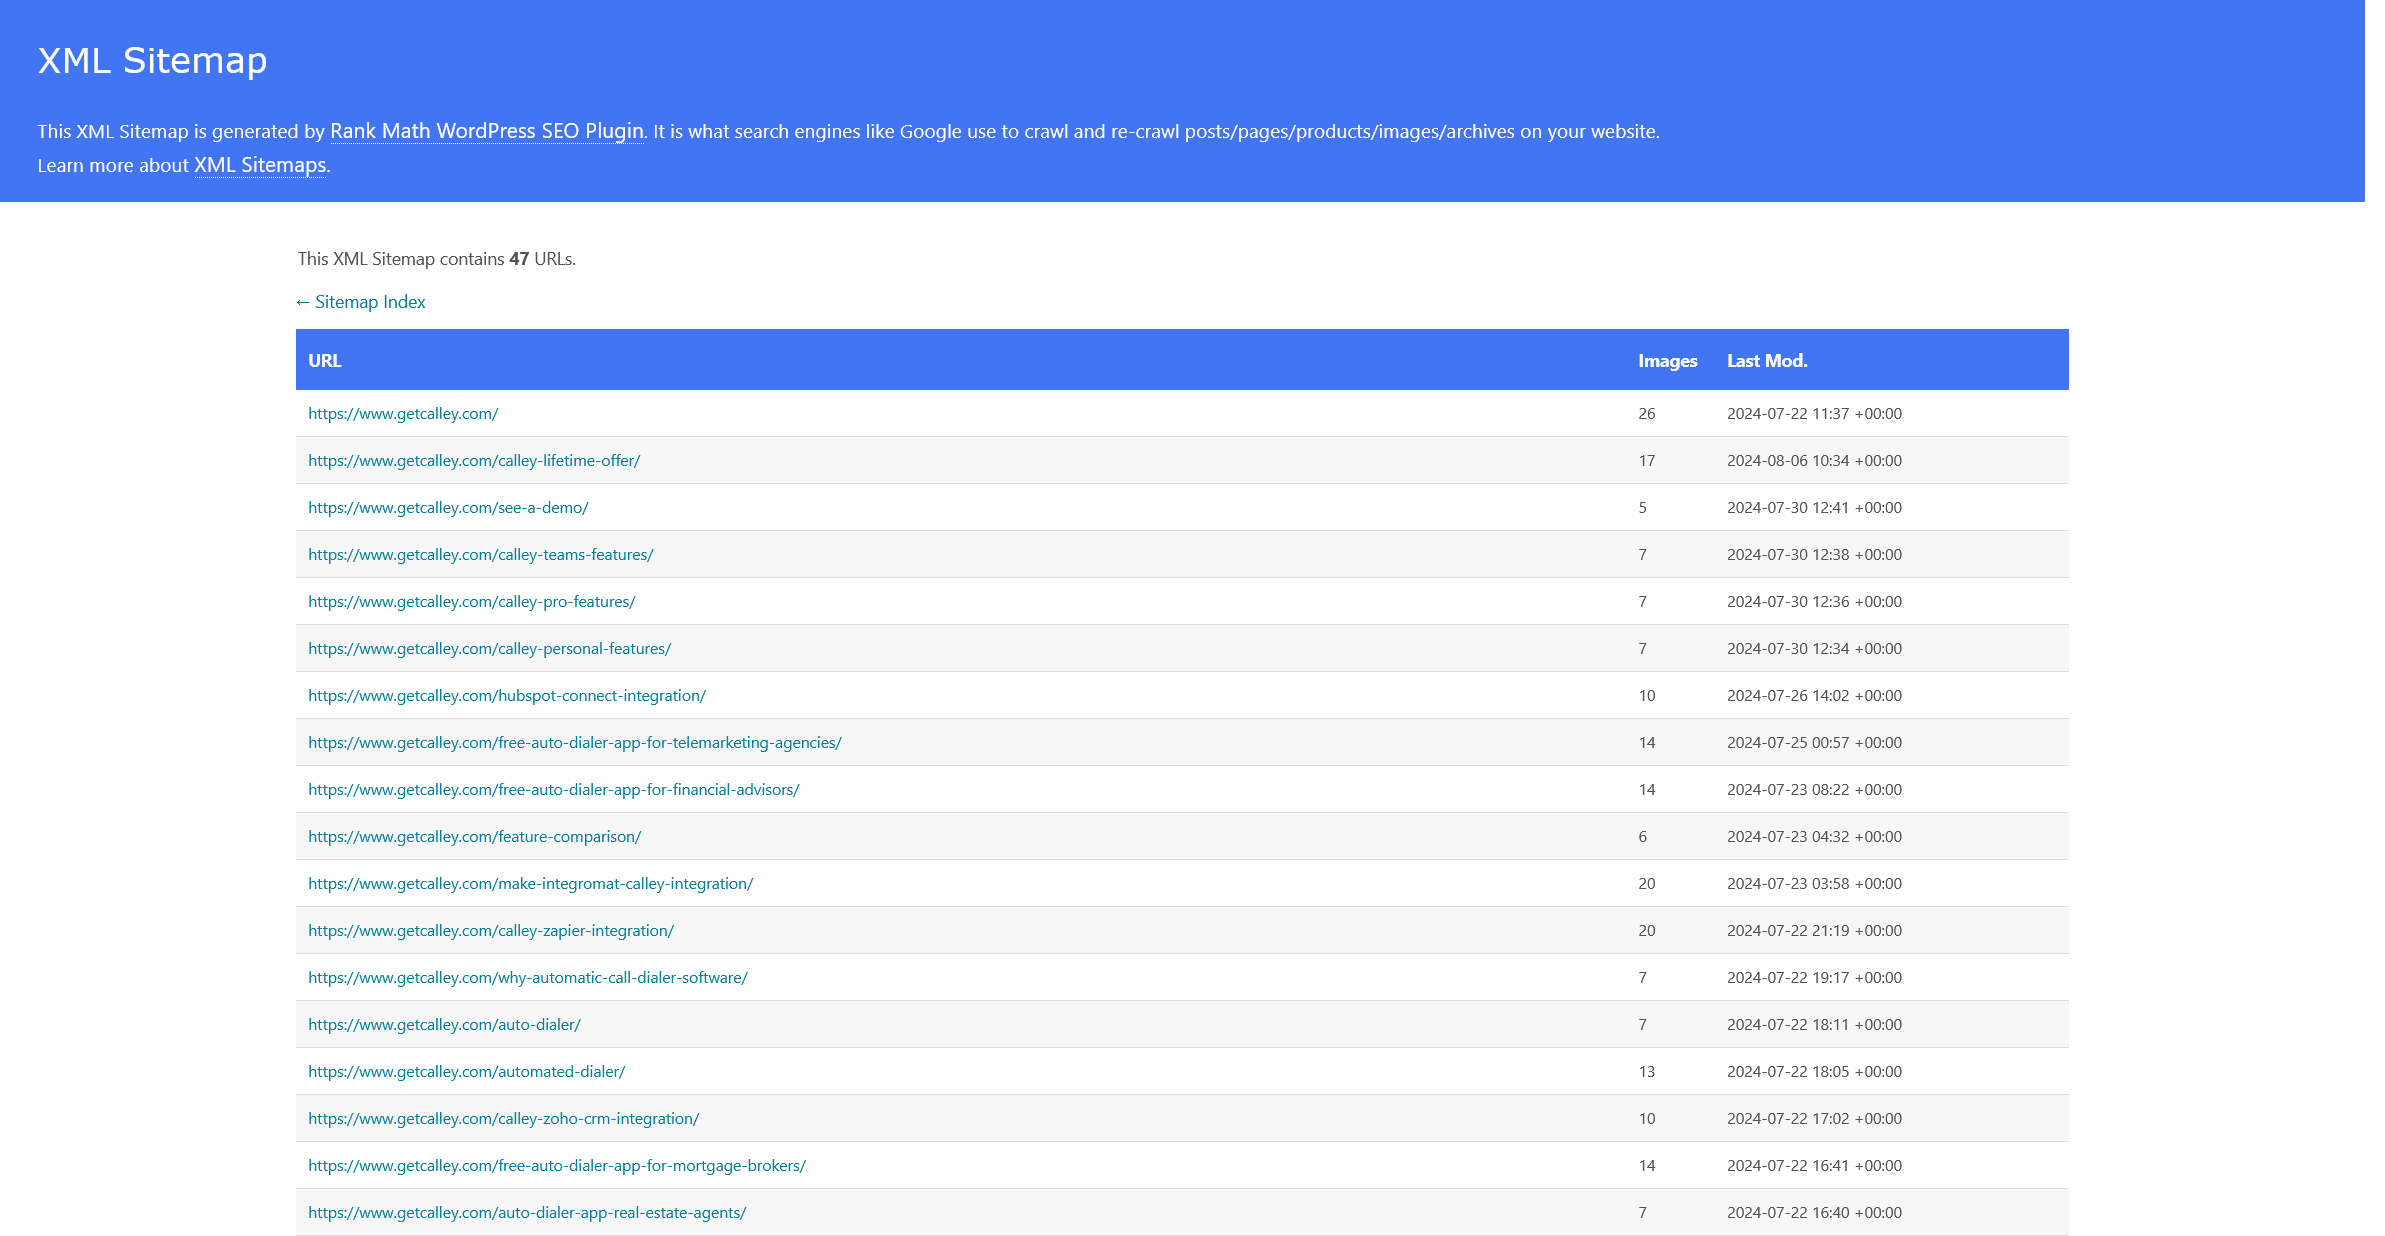 XML Sitemap
This XML Sitemap is generated by Rank Math WordPress SEO Plugin. It is what search engines like Google use to crawl and re-crawl posts/pages/products/images/archives on your website.
Learn more about XML Sitemaps.
This XML Sitemap contains 47 URLs.
← Sitemap Index
URL Images Last Mod.
https://www.getcalley.com/ 26 2024-07-22 11:37 +00:00
https://www.getcalley.com/calley-lifetime-offer/ 17 2024-08-06 10:34 +00:00
https://www.getcalley.com/see-a-demo/ 5 2024-07-30 12:41 +00:00
https://www.getcalley.com/calley-teams-features/ 7 2024-07-30 12:38 +00:00
https://www.getcalley.com/calley-pro-features/ 7 2024-07-30 12:36 +00:00
https://www.getcalley.com/calley-personal-features/ 7 2024-07-30 12:34 +00:00
https://www.getcalley.com/hubspot-connect-integration/ 10 2024-07-26 14:02 +00:00
https://www.getcalley.com/free-auto-dialer-app-for-telemarketing-agencies/ 14 2024-07-25 00:57 +00:00
https://www.getcalley.com/free-auto-dialer-app-for-financial-advisors/ 14 2024-07-23 08:22 +00:00
https://www.getcalley.com/feature-comparison/ 6 2024-07-23 04:32 +00:00
https://www.getcalley.com/make-integromat-calley-integration/ 20 2024-07-23 03:58 +00:00
https://www.getcalley.com/calley-zapier-integration/ 20 2024-07-22 21:19 +00:00
https://www.getcalley.com/why-automatic-call-dialer-software/ 7 2024-07-22 19:17 +00:00
https://www.getcalley.com/auto-dialer/ 7 2024-07-22 18:11 +00:00
https://www.getcalley.com/automated-dialer/ 13 2024-07-22 18:05 +00:00
https://www.getcalley.com/calley-zoho-crm-integration/ 10 2024-07-22 17:02 +00:00
https://www.getcalley.com/free-auto-dialer-app-for-mortgage-brokers/ 14 2024-07-22 16:41 +00:00
https://www.getcalley.com/auto-dialer-app-real-estate-agents/ 7 2024-07-22 16:40 +00:00